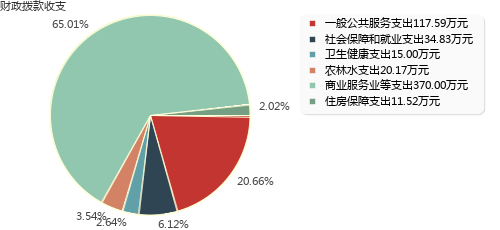 财政拨款收支
65.01%
2.02%
20.66%
6.12%
2.64%
3.54%
一般公共服务支出117.59万元
社会保障和就业支出34.83万元
卫生健康支出15.00万元
农林水支出20.17万元
商业服务业等支出370.00万元
住房保障支出11.52万元